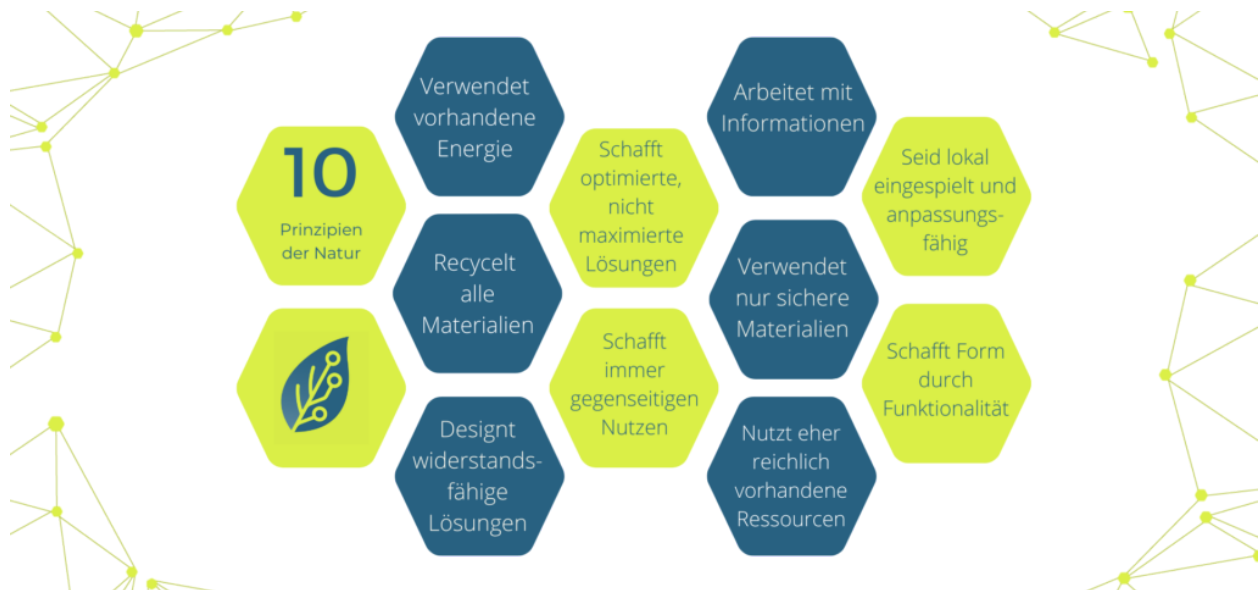 10
Prinzipien
der Natur
Verwendet
vorhandene
Energie
Recycelt
alle
Materialien
Designt
widerstands-
fähige
Lösungen
Schafft
optimierte,
nicht
maximierte
Lösungen
Schafft
immer
gegenseitigen
Nutzen
Arbeitet mit
Informationen
Verwendet
nur sichere
Materialien
Nutzt eher
reichlich
vorhandene
Ressourcen
Seid lokal
eingespielt und
anpassungs-
fähig
Schafft Form
durch
Funktionalität